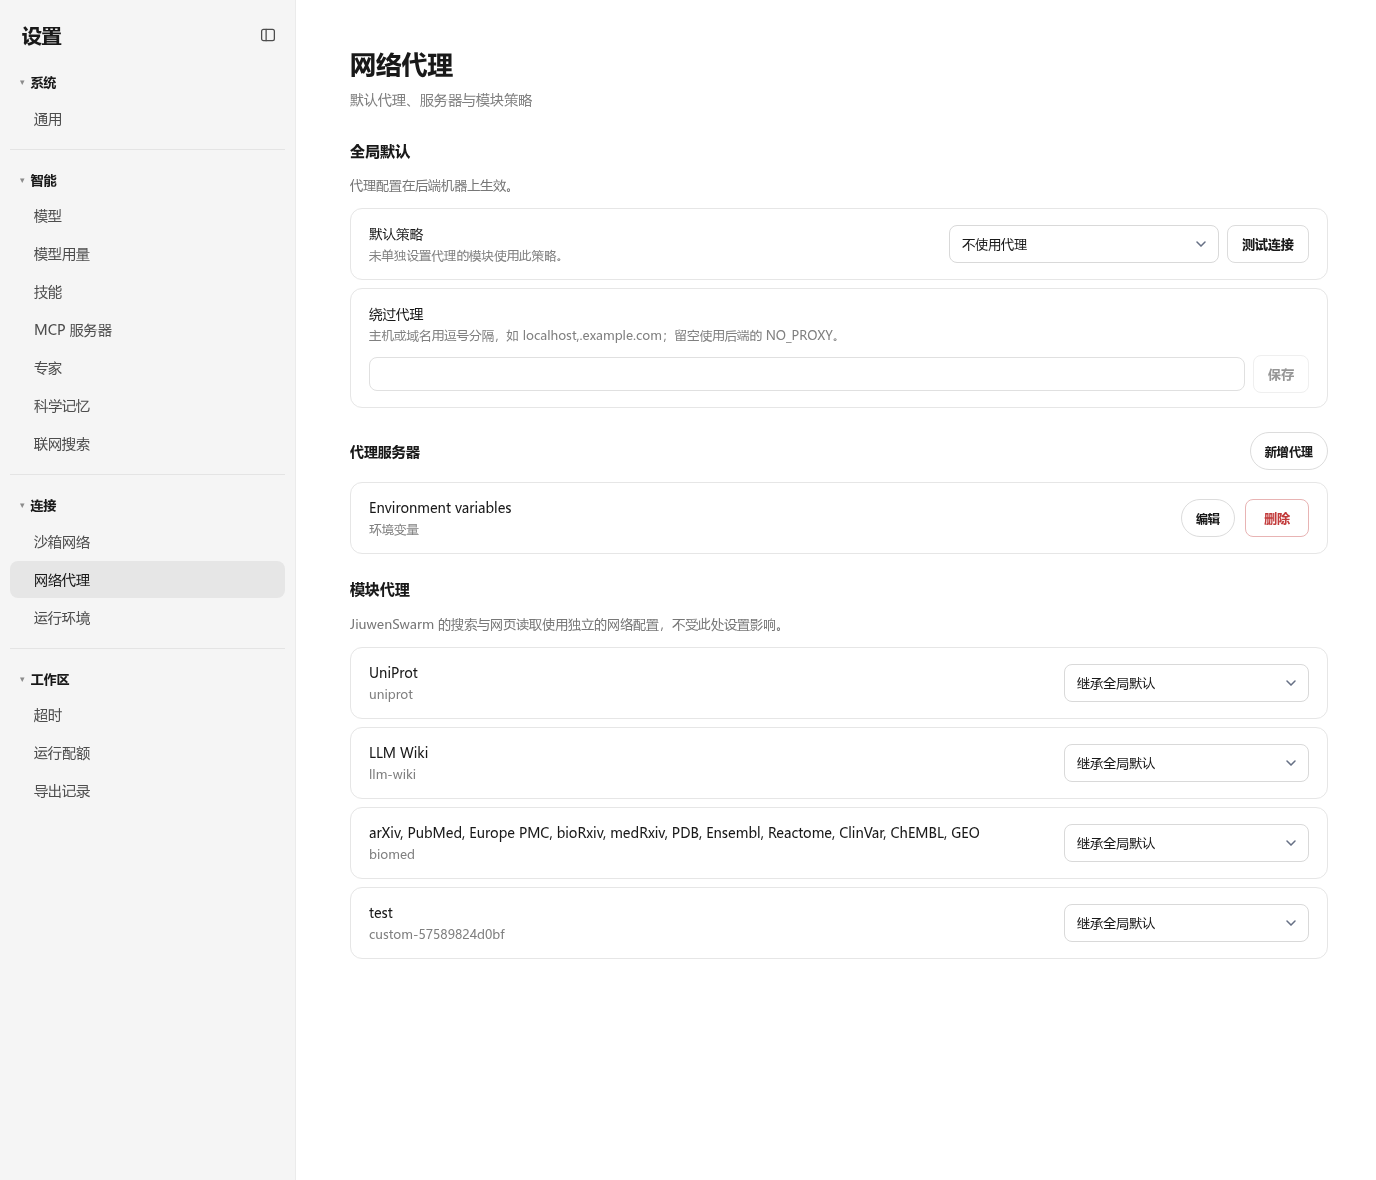 设置
系统
通用
智能
模型
模型用量
技能
MCP 服务器
专家
科学记忆
联网搜索
连接
沙箱网络
网络代理
运行环境
工作区
超时
运行配额
导出记录
网络代理
默认代理、服务器与模块策略
全局默认
代理配置在后端机器上生效。
默认策略
未单独设置代理的模块使用此策略。
不使用代理
测试连接
绕过代理
主机或域名用逗号分隔，如 localhost,.example.com；留空使用后端的 NO_PROXY。
保存
代理服务器
新增代理
Environment variables
环境变量
编辑
删除
模块代理
JiuwenSwarm 的搜索与网页读取使用独立的网络配置，不受此处设置影响。
UniProt
uniprot
继承全局默认
LLM Wiki
llm-wiki
继承全局默认
arXiv, PubMed, Europe PMC, bioRxiv, medRxiv, PDB, Ensembl, Reactome, ClinVar, ChEMBL, GEO
biomed
继承全局默认
test
custom-57589824d0bf
继承全局默认